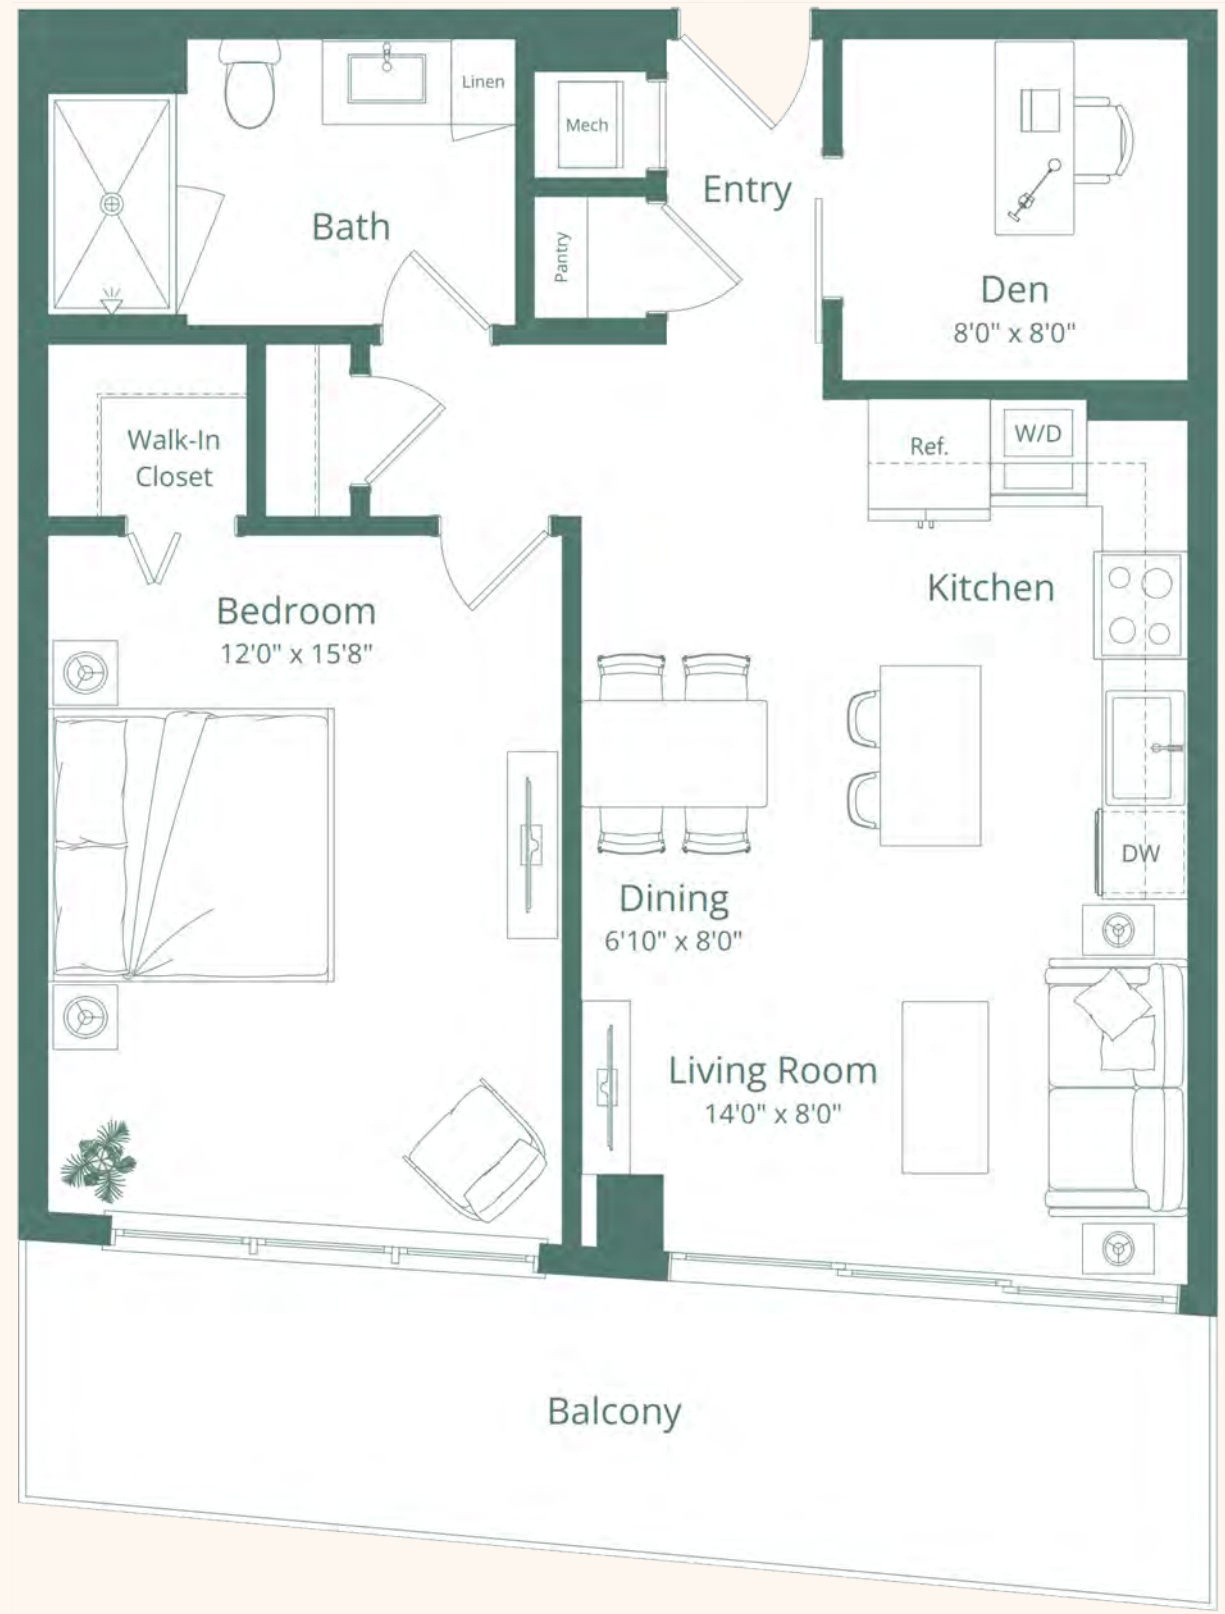 Linen
Mech
Entry
Bath
Pantry
Den
8'0" x 8'0"
Walk-In
Closet
Ref.
W/D
Kitchen
Bedroom
12'0" x 15'8"
DW
Dining
6'10" x 8'0"
Living Room
14'0" x 8'0"
Balcony